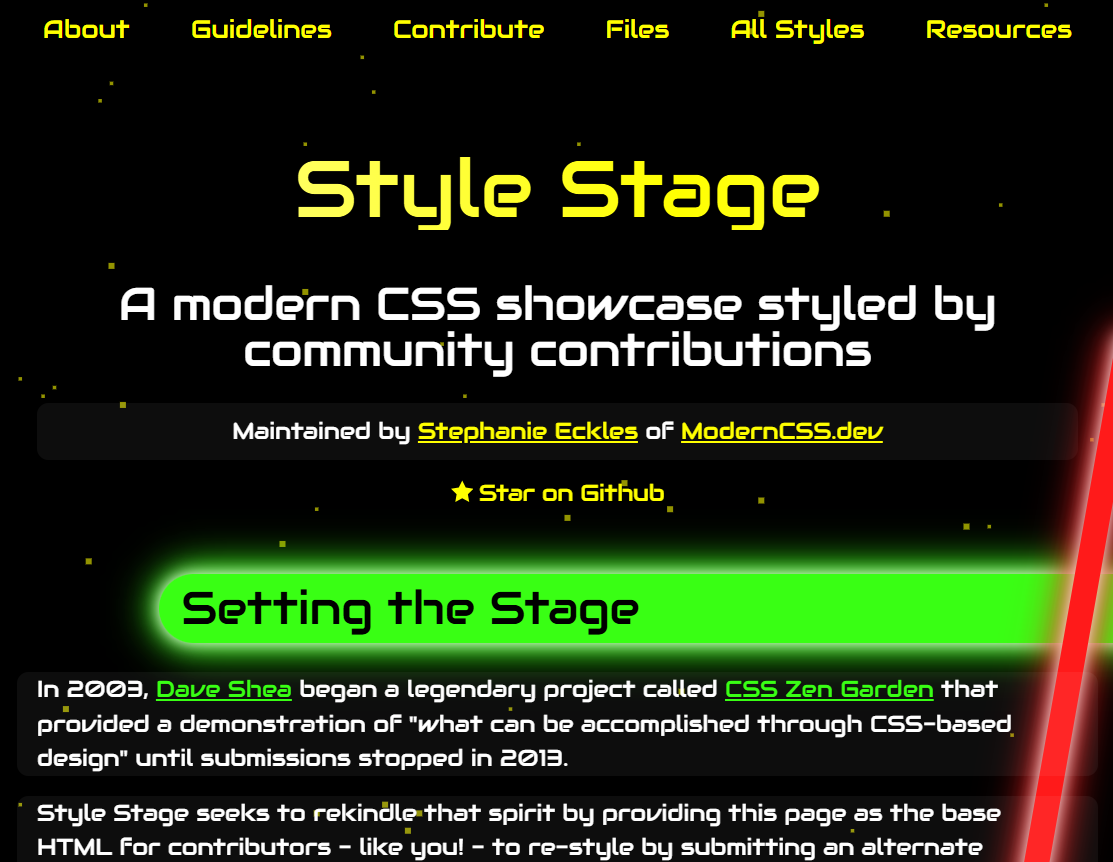 About Guidelines Contribute Files All Styles Resources
Style Stage
A modern CSS showcase styled by
community contributions
Maintained by Stephanie Eckles of ModernCSS.dev
Star on Github
Setting the Stage
In 2003, Dave Shea began a legendary project called CSS Zen Garden that
provided a demonstration of "what can be accomplished through CSS-based
design" until submissions stopped in 2013.
Style Stage seeks to rekindle that spirit by providing this page as the base
HTML for contributors - like you! - to re-style by submitting an alternate